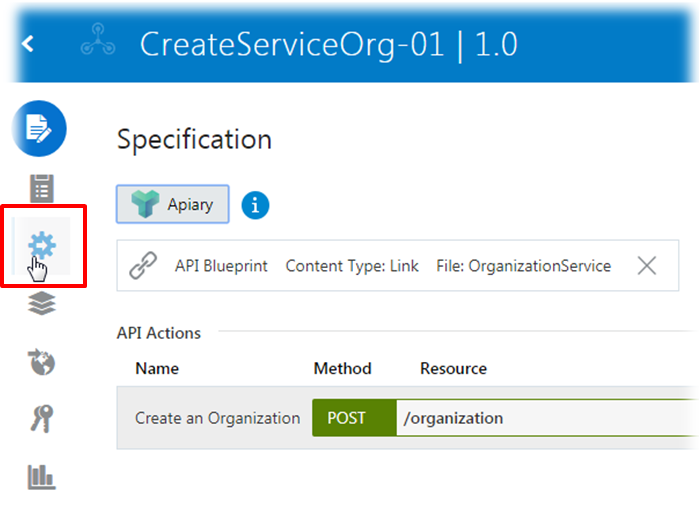 CreateServiceOrg-01 | 1.0
Specification
Apiary
i
API Blueprint Content Type: Link File: OrganizationService
API Actions
Name Method Resource
Create an Organization POST /organization